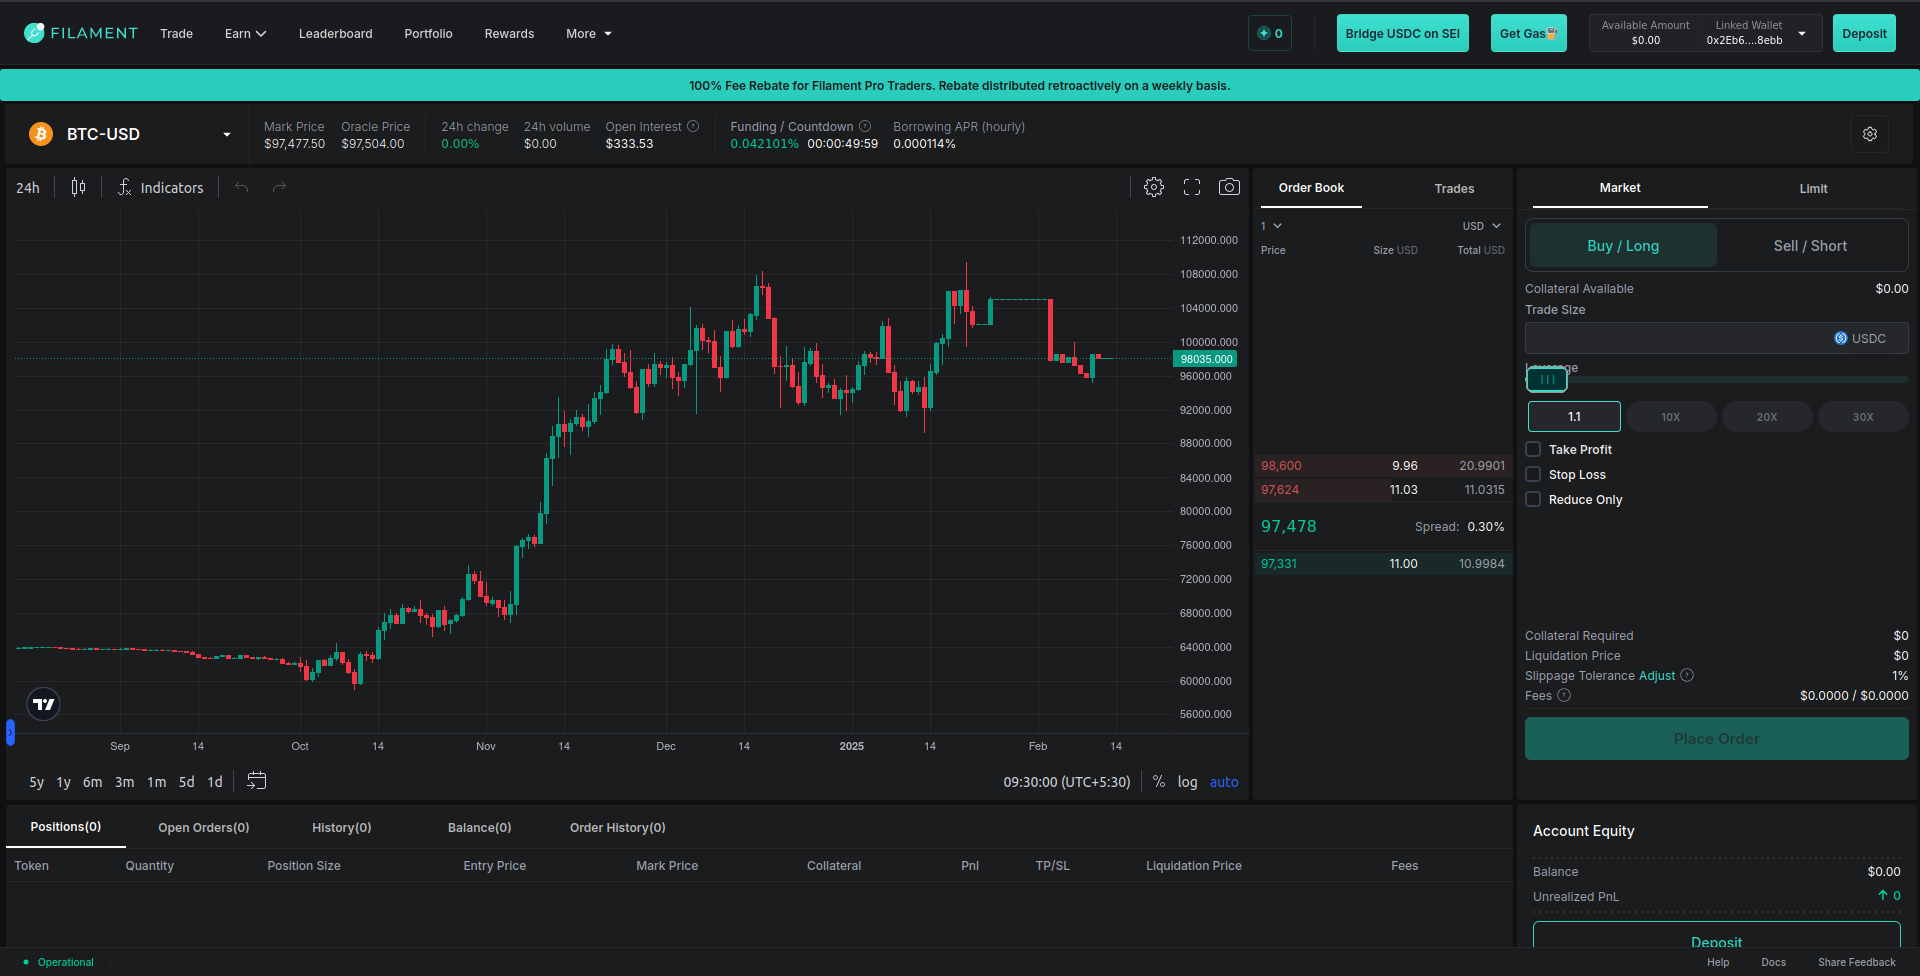 FILAMENT Trade Earn Leaderboard Portfolio Rewards More 0 Bridge USDC on SEI Get Gas Available Amount $0.00 Linked Wallet 0x2Eb6....8ebb Deposit
100% Fee Rebate for Filament Pro Traders. Rebate distributed retroactively on a weekly basis.
BTC-USD
Mark Price Oracle Price 24h change 24h volume Open Interest Funding / Countdown Borrowing APR (hourly)
$97,477.50 $97,504.00 0.00% $0.00 $333.53 0.042101% 00:00:49:59 0.000114%
24h Indicators
112000.000
108000.000
104000.000
100000.000
98035.000
96000.000
92000.000
88000.000
84000.000
80000.000
76000.000
72000.000
68000.000
64000.000
60000.000
56000.000
Sep 14 Oct 14 Nov 14 Dec 14 2025 14 Feb 14
5y 1y 6m 3m 1m 5d 1d 09:30:00 (UTC+5:30) % log auto
Order Book Trades
1 USD
Price Size USD Total USD
98,600 9.96 20.9901
97,624 11.03 11.0315
97,478 Spread: 0.30%
97,331 11.00 10.9984
Market Limit
Buy / Long Sell / Short
Collateral Available $0.00
Trade Size
USDC
Leverage
1.1 10X 20X 30X
Take Profit
Stop Loss
Reduce Only
Collateral Required $0
Liquidation Price $0
Slippage Tolerance Adjust 1%
Fees $0.0000 / $0.0000
Place Order
Positions(0) Open Orders(0) History(0) Balance(0) Order History(0)
Token Quantity Position Size Entry Price Mark Price Collateral Pnl TP/SL Liquidation Price Fees
Account Equity
Balance $0.00
Unrealized PnL 0
Deposit
Operational Help Docs Share Feedback